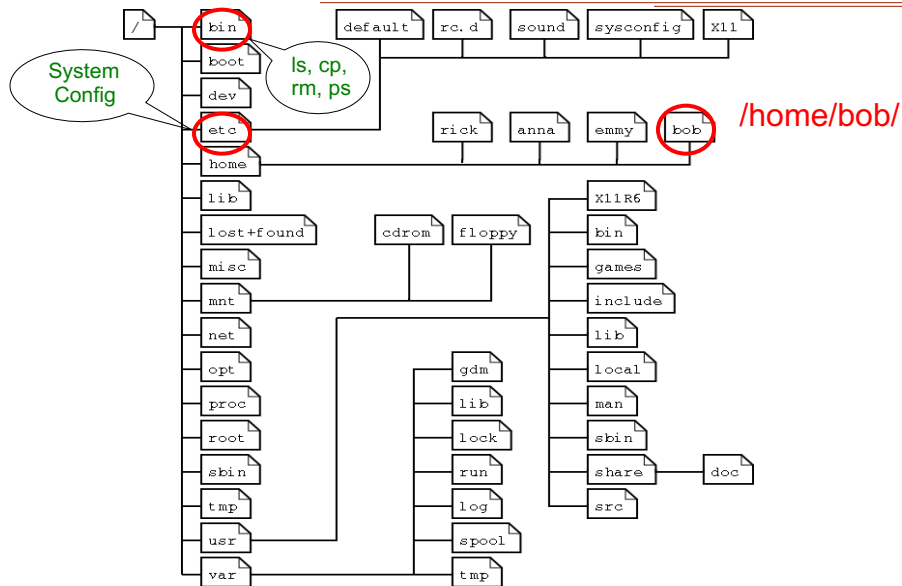 / bin default rc.d sound sysconfig X11
boot
System
Config
ls, cp,
rm, ps
dev
etc rick anna emmy bob /home/bob/
home
lib X11R6
lost+found cdrom floppy bin
misc games
mnt include
net lib
opt gdm local
proc lib man
root lock sbin
sbin run share doc
tmp log src
usr spool
var tmp